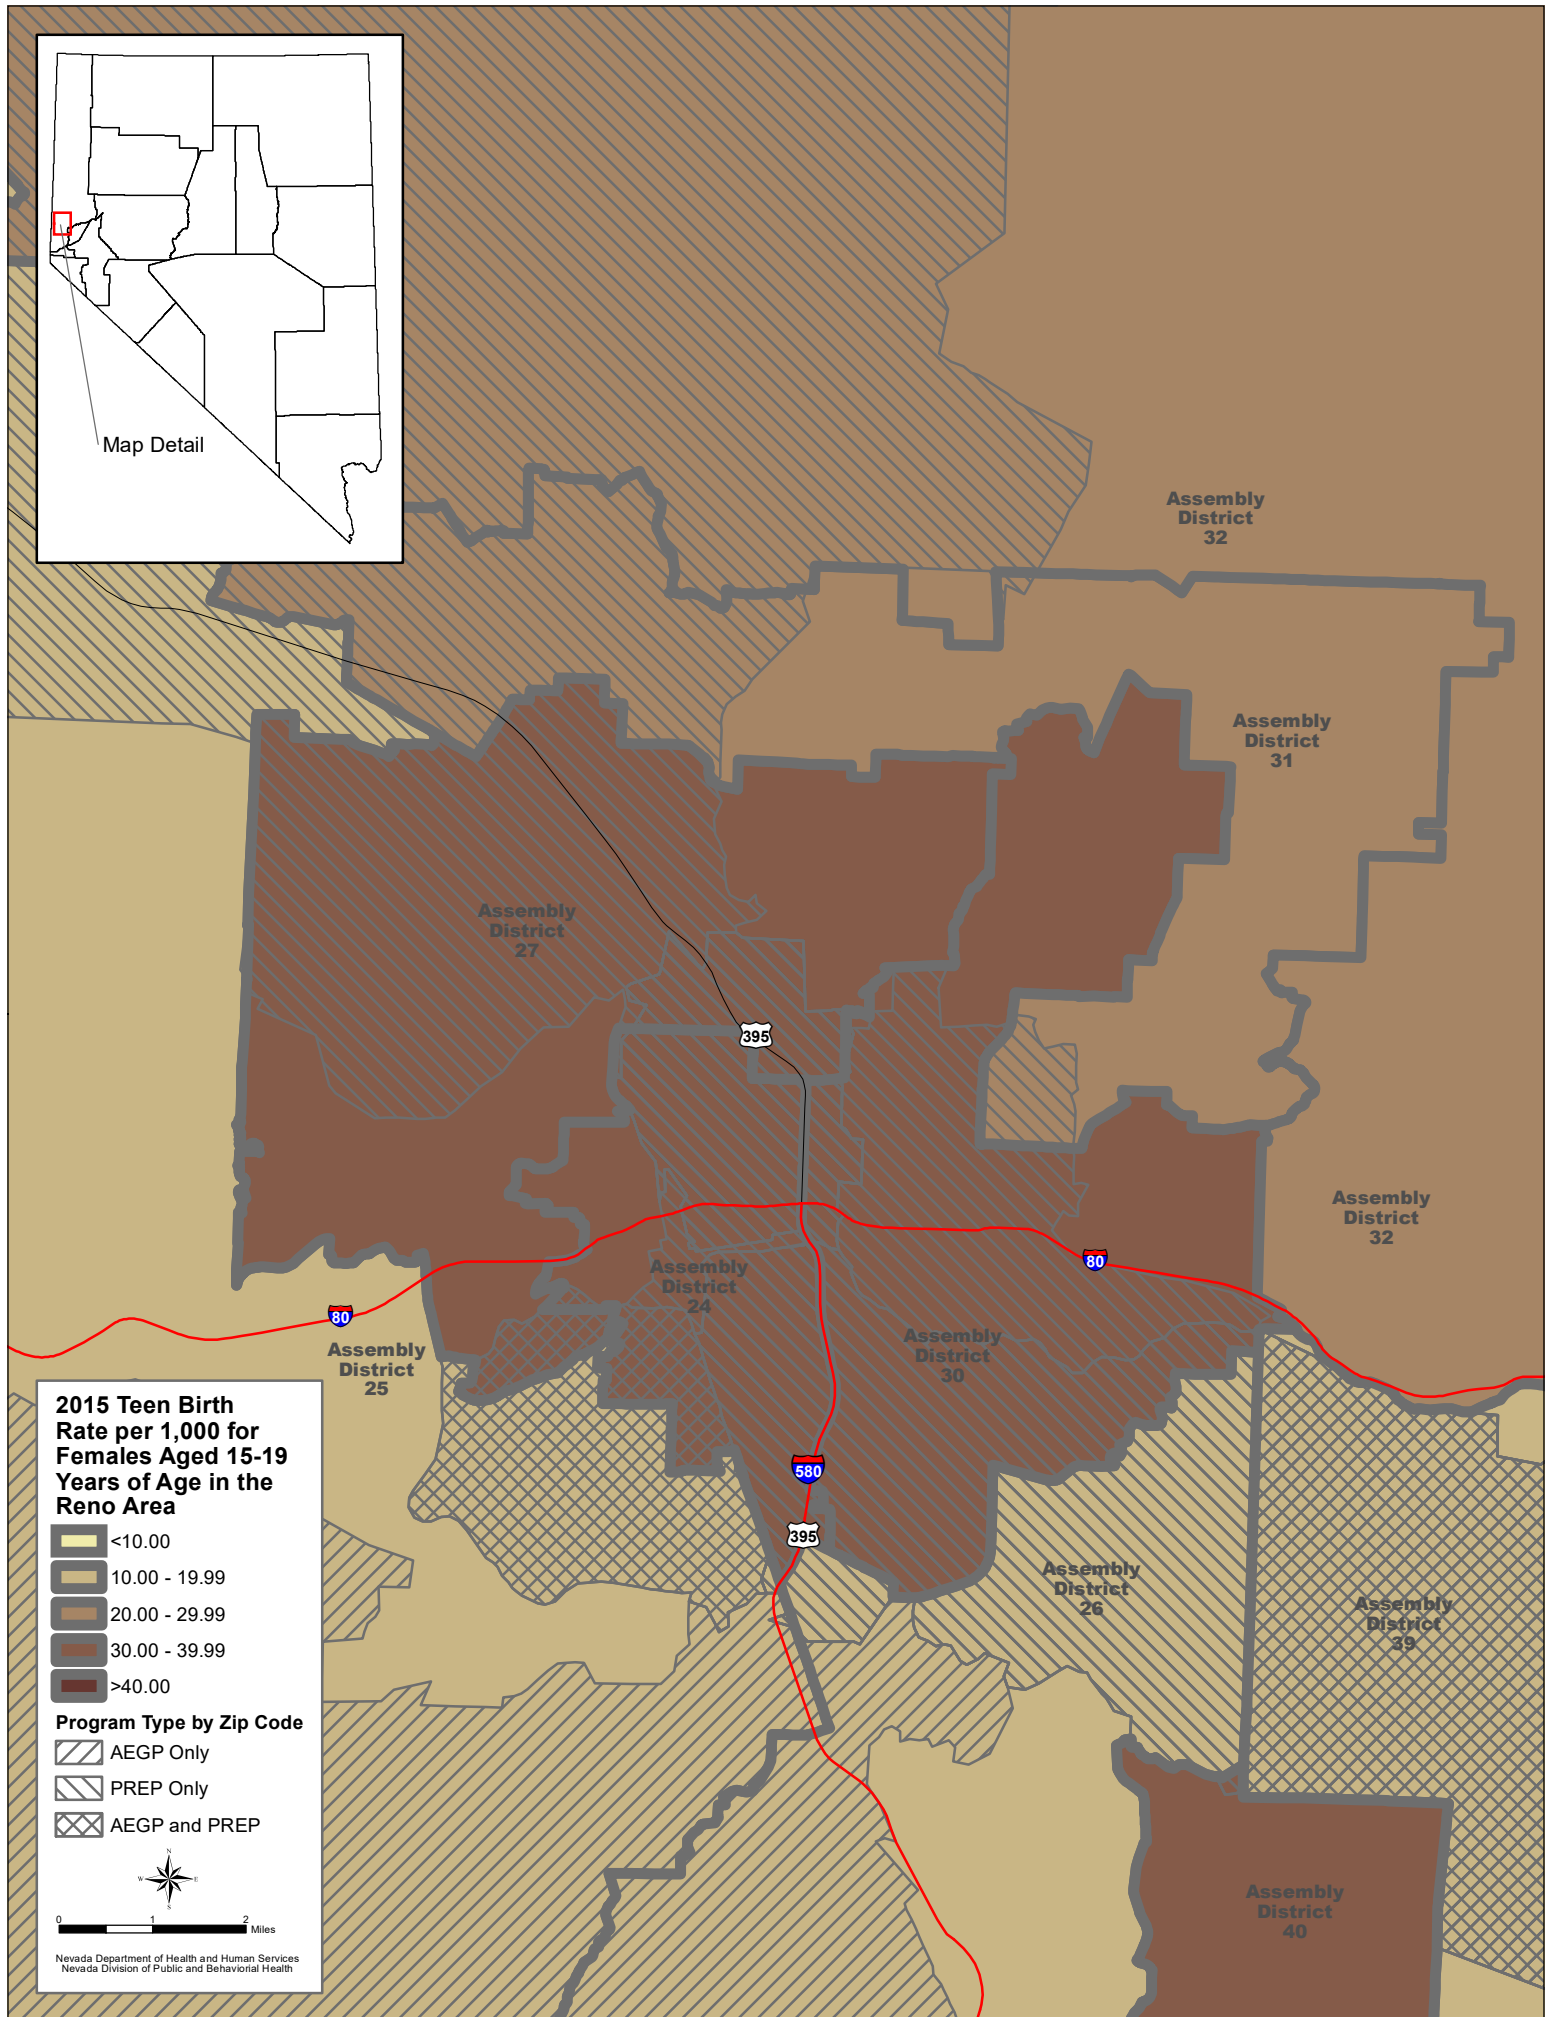 Map Detail
Assembly
District
32
Assembly
District
31
Assembly
District
27
395
Assembly
District
32
80
Assembly
District
24
80
Assembly
District
30
Assembly
District
25
580
395
Assembly
District
26
Assembly
District
39
Assembly
District
40
2015 Teen Birth
Rate per 1,000 for
Females Aged 15-19
Years of Age in the
Reno Area
<10.00
10.00 - 19.99
20.00 - 29.99
30.00 - 39.99
>40.00
Program Type by Zip Code
AEGP Only
PREP Only
AEGP and PREP
N
W E
S
0 1 2
Miles
Nevada Department of Health and Human Services
Nevada Division of Public and Behaviorial Health